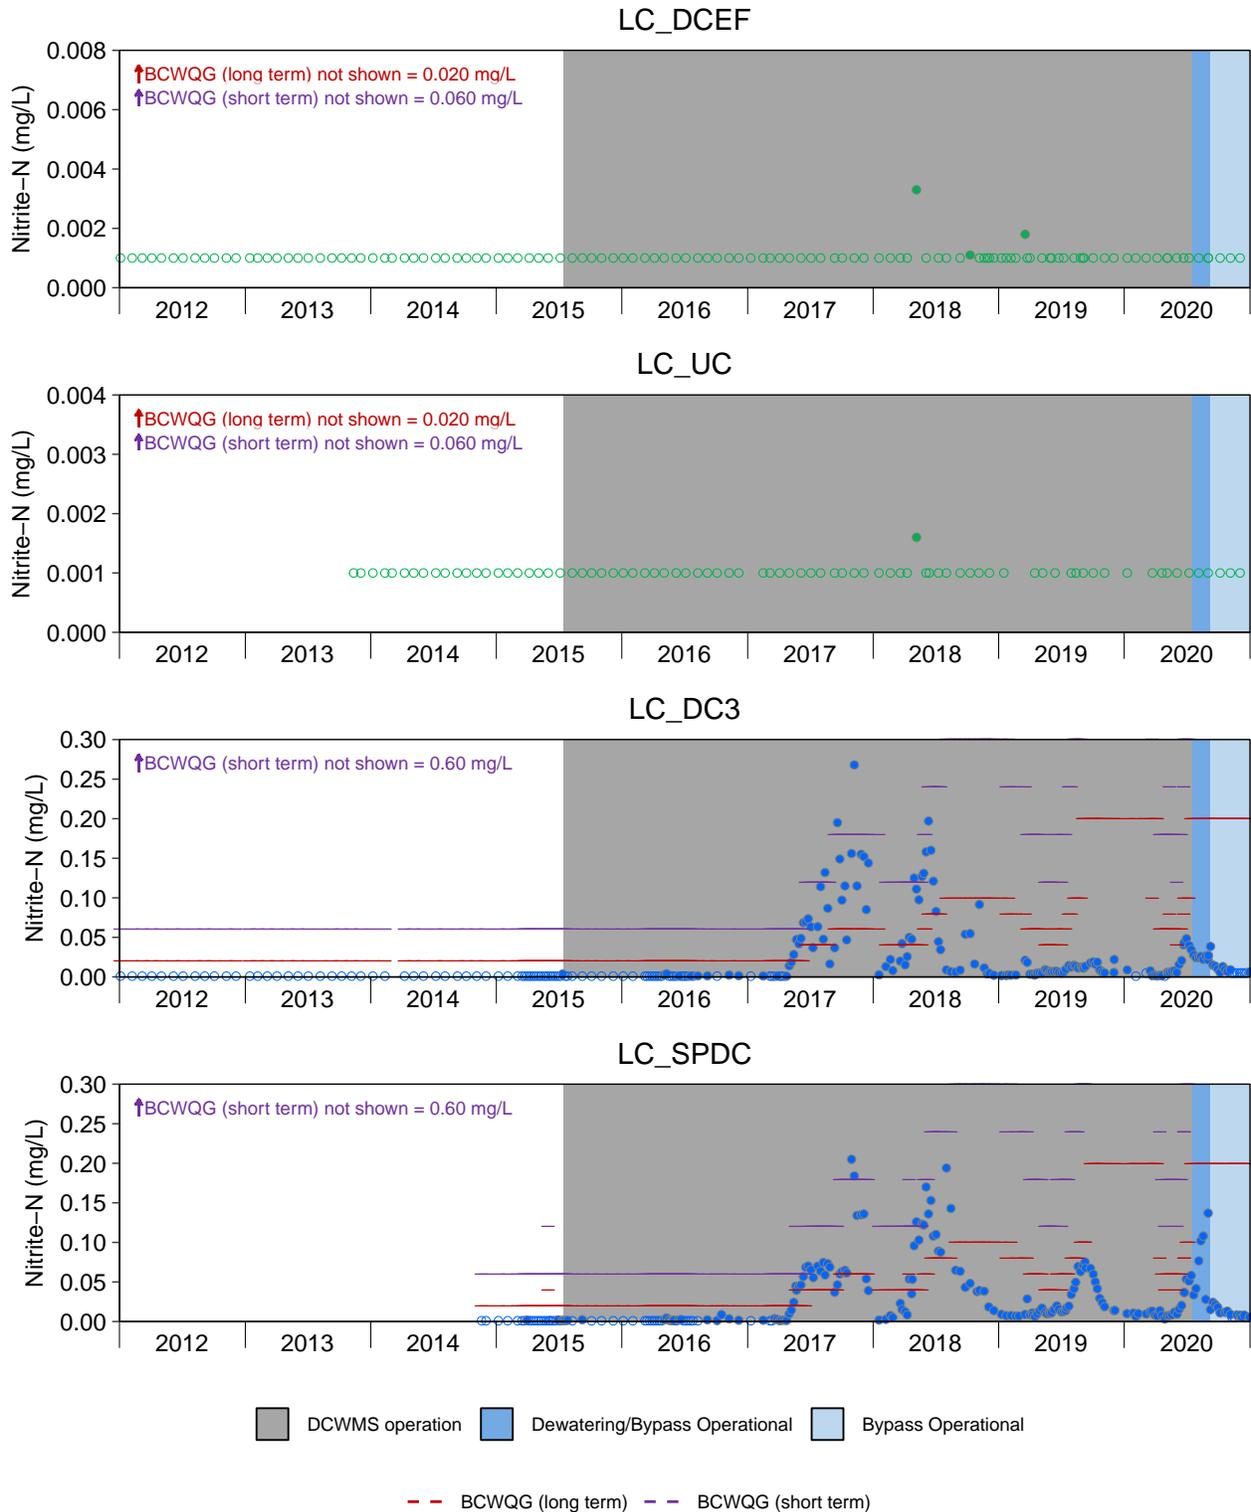 LC_DCEF
Nitrite−N (mg/L)
0.008
0.006
0.004
0.002
0.000
BCWQG (long term) not shown = 0.020 mg/L
BCWQG (short term) not shown = 0.060 mg/L
2012 2013 2014 2015 2016 2017 2018 2019 2020
LC_UC
Nitrite−N (mg/L)
0.004
0.003
0.002
0.001
0.000
BCWQG (long term) not shown = 0.020 mg/L
BCWQG (short term) not shown = 0.060 mg/L
2012 2013 2014 2015 2016 2017 2018 2019 2020
LC_DC3
Nitrite−N (mg/L)
0.30
0.25
0.20
0.15
0.10
0.05
0.00
BCWQG (short term) not shown = 0.60 mg/L
2012 2013 2014 2015 2016 2017 2018 2019 2020
LC_SPDC
Nitrite−N (mg/L)
0.30
0.25
0.20
0.15
0.10
0.05
0.00
BCWQG (short term) not shown = 0.60 mg/L
2012 2013 2014 2015 2016 2017 2018 2019 2020
DCWMS operation Dewatering/Bypass Operational Bypass Operational
BCWQG (long term) BCWQG (short term)